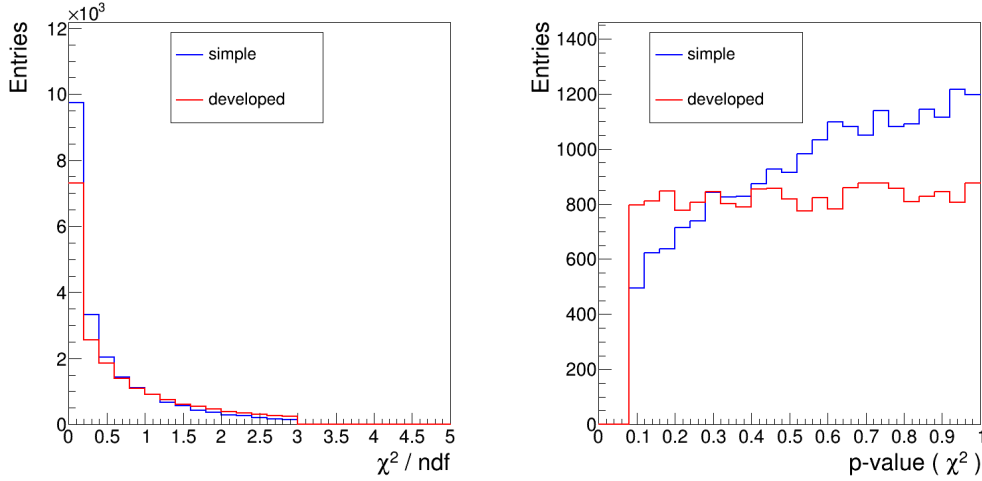 ×10³
Entries
12
10
8
6
4
2
0
simple
developed
0 0.5 1 1.5 2 2.5 3 3.5 4 4.5 5
χ² / ndf
Entries
1400
1200
1000
800
600
400
200
0
simple
developed
0 0.1 0.2 0.3 0.4 0.5 0.6 0.7 0.8 0.9 1
p-value ( χ² )